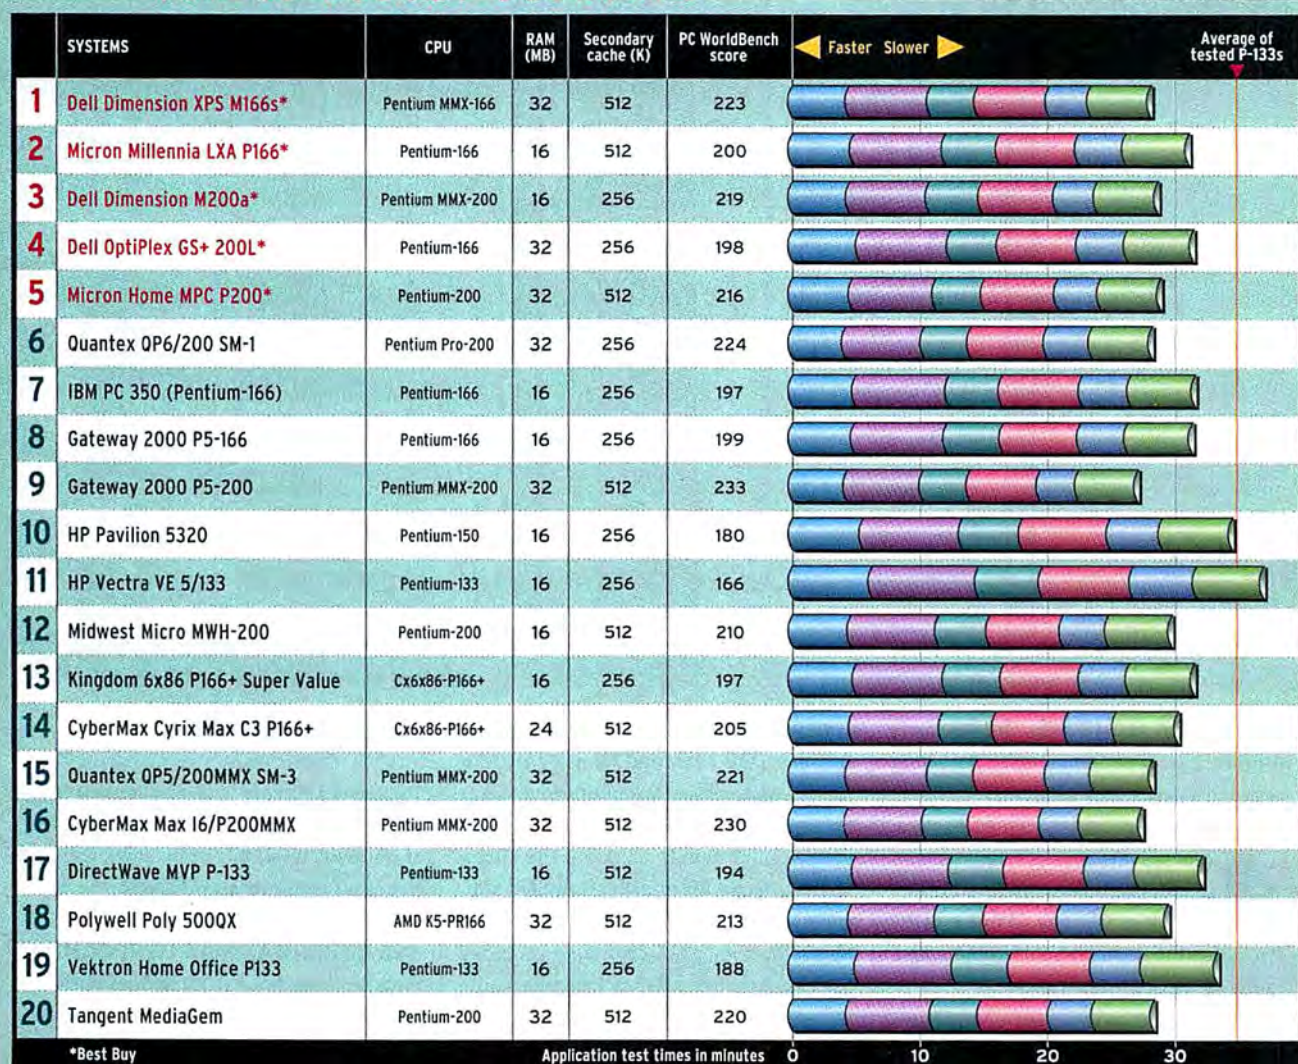 SYSTEMS CPU RAM (MB) Secondary cache (K) PC WorldBench score Faster Slower Average of tested P-133s
1 Dell Dimension XPS M166s* Pentium MMX-166 32 512 223
2 Micron Millennia LXA P166* Pentium-166 16 512 200
3 Dell Dimension M200a* Pentium MMX-200 16 256 219
4 Dell OptiPlex GS+ 200L* Pentium-166 32 256 198
5 Micron Home MPC P200* Pentium-200 32 512 216
6 Quantex QP6/200 SM-1 Pentium Pro-200 32 256 224
7 IBM PC 350 (Pentium-166) Pentium-166 16 256 197
8 Gateway 2000 P5-166 Pentium-166 16 256 199
9 Gateway 2000 P5-200 Pentium MMX-200 32 512 233
10 HP Pavilion 5320 Pentium-150 16 256 180
11 HP Vectra VE 5/133 Pentium-133 16 256 166
12 Midwest Micro MWH-200 Pentium-200 16 512 210
13 Kingdom 6x86 P166+ Super Value Cx6x86-P166+ 16 256 197
14 CyberMax Cyrix Max C3 P166+ Cx6x86-P166+ 24 512 205
15 Quantex QP5/200MMX SM-3 Pentium MMX-200 32 512 221
16 CyberMax Max I6/P200MMX Pentium MMX-200 32 512 230
17 DirectWave MVP P-133 Pentium-133 16 512 194
18 Polywell Poly 500QX AMD K5-PR166 32 512 213
19 Vektron Home Office P133 Pentium-133 16 256 188
20 Tangent MediaGem Pentium-200 32 512 220
*Best Buy Application test times in minutes 0 10 20 30